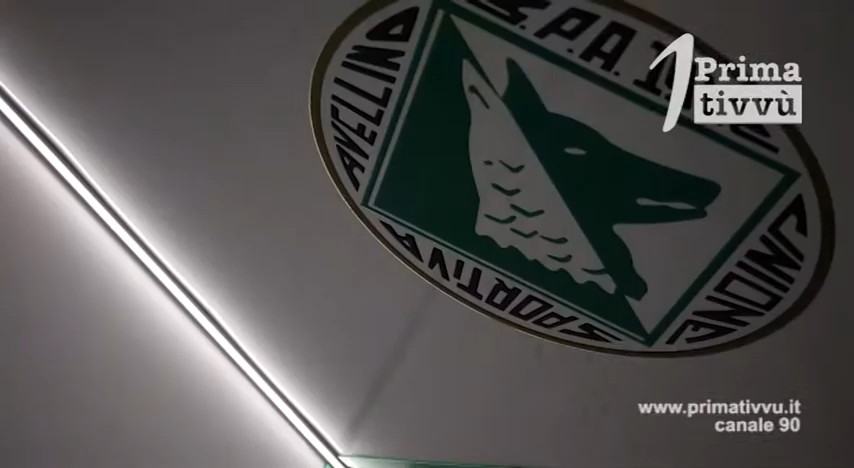 Prima
tivvù
S.P.A. 1
AVELLINO
UNIONE
SPORTIVA
www.primativvu.it
canale 90